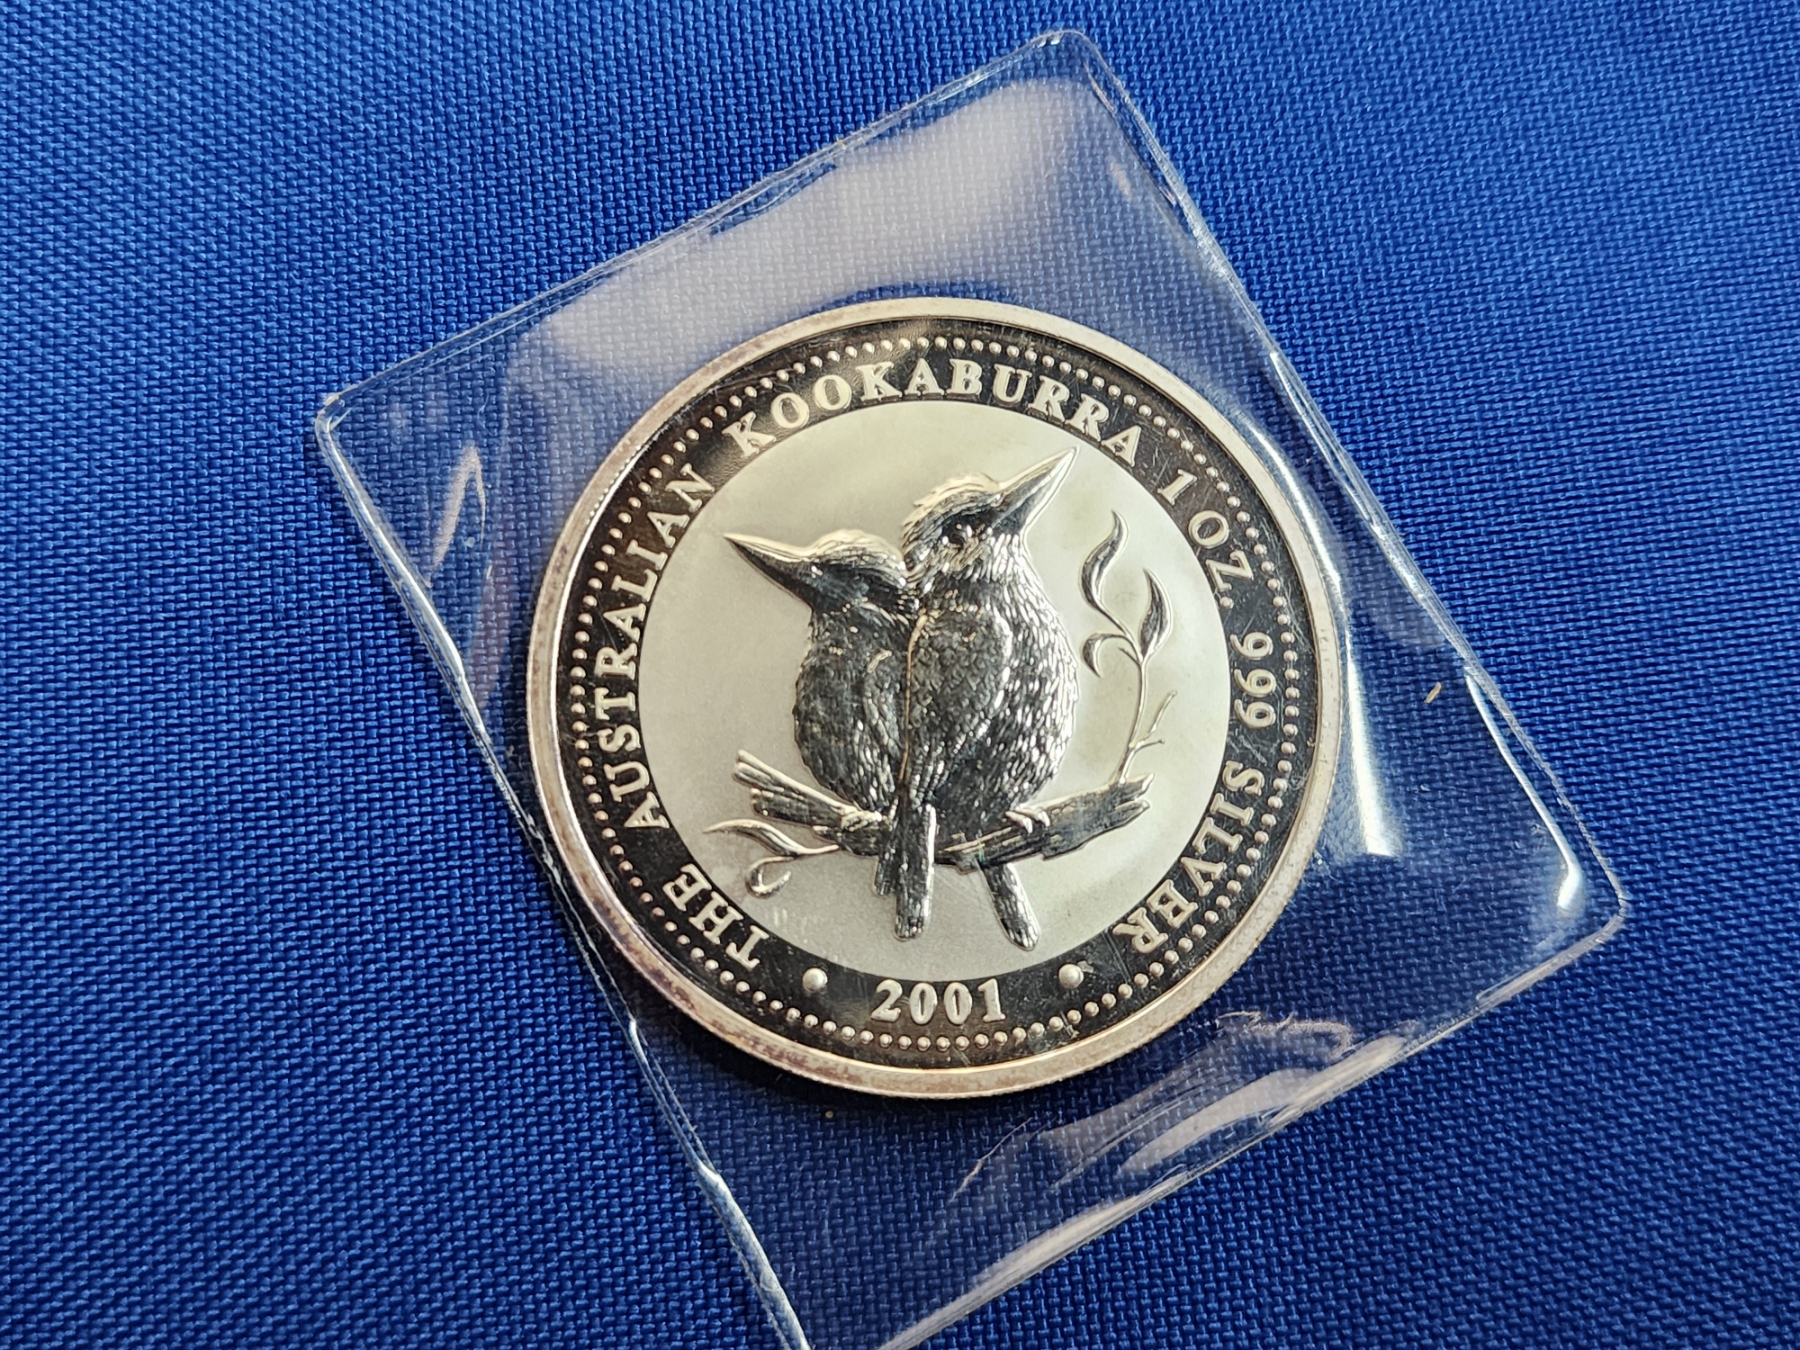 THE AUSTRALIAN KOOKABURRA 1 OZ. 999 SILVER
• 2001 •